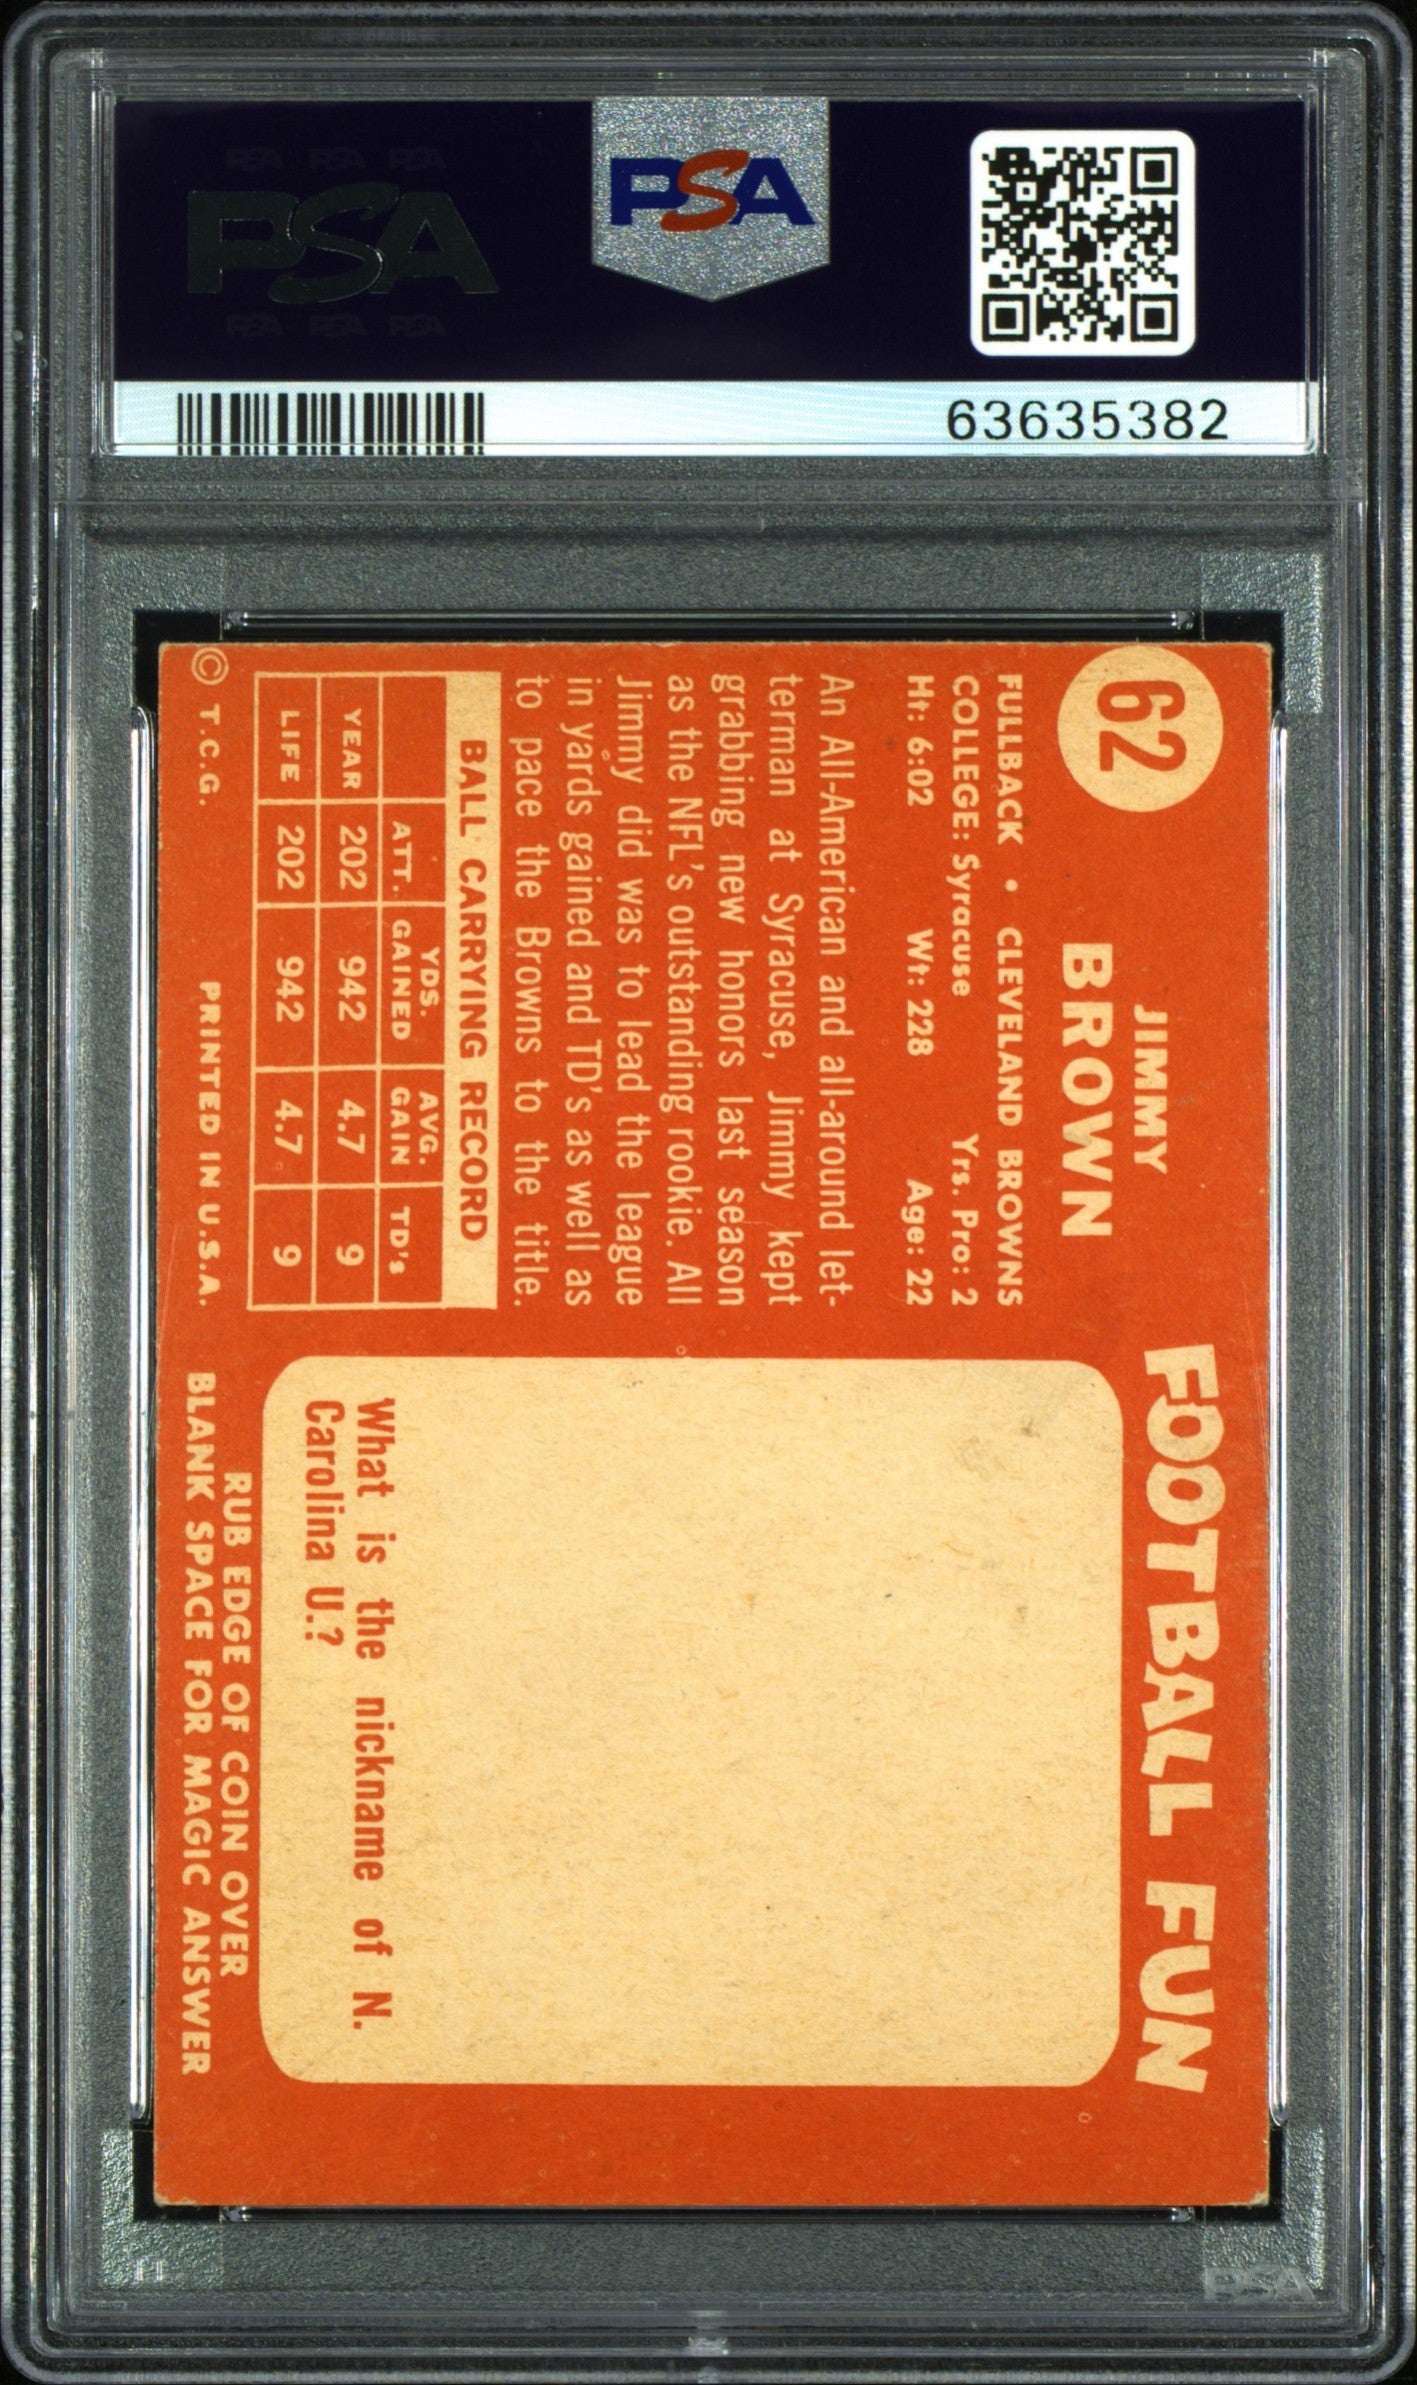 PSA PSA PSA
PSA
PSA PSA PSA
PSA
63635382
62
JIMMY
BROWN
FULLBACK • CLEVELAND BROWNS
COLLEGE: Syracuse Yrs. Pro: 2
Ht: 6:02 Wt: 228 Age: 22
An All-American and all-around let-
terman at Syracuse, Jimmy kept
grabbing new honors last season
as the NFL's outstanding rookie. All
Jimmy did was to lead the league
in yards gained and TD's as well as
to pace the Browns to the title.
BALL CARRYING RECORD
ATT. YDS. GAINED AVG. GAIN TD's
YEAR 202 942 4.7 9
LIFE 202 942 4.7 9
© T.C.G. PRINTED IN U.S.A.
FOOTBALL FUN
What is the nickname of N.
Carolina U.?
RUB EDGE OF COIN OVER
BLANK SPACE FOR MAGIC ANSWER
PSA